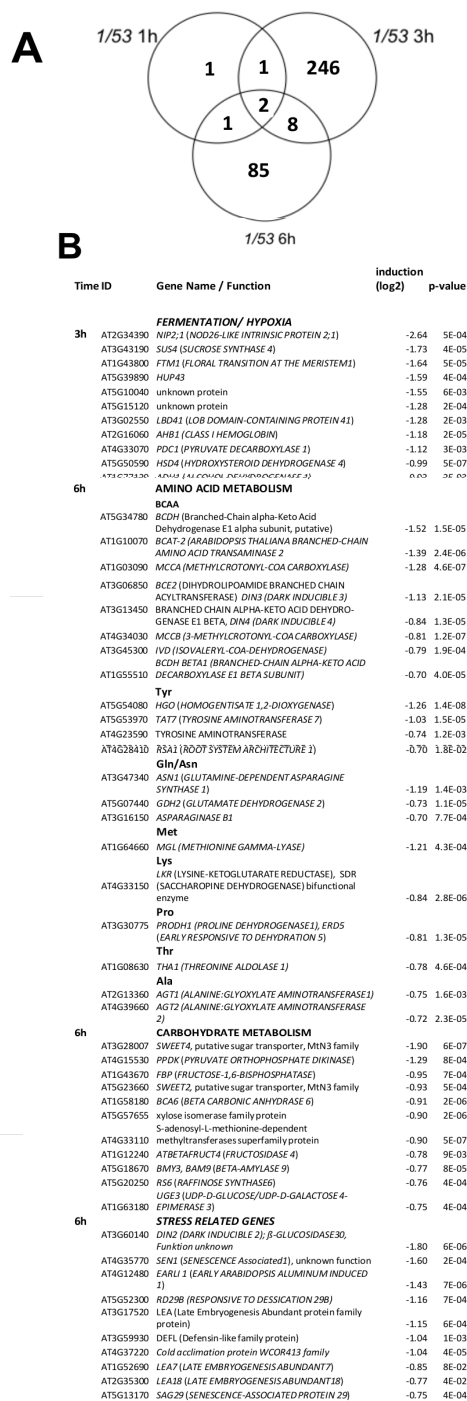 A
1/53 1h
1/53 3h
1
1
246
2
1
8
85
1/53 6h
B
Time ID Gene Name / Function induction (log2) p-value
FERMENTATION/ HYPOXIA
3h AT2G34390 NIP2;1 (NOD26-LIKE INTRINSIC PROTEIN 2;1) -2.64 5E-04
AT3G43190 SUS4 (SUCROSE SYNTHASE 4) -1.73 4E-05
AT1G43800 FTM1 (FLORAL TRANSITION AT THE MERISTEM1) -1.64 5E-05
AT5G39890 HUP43 -1.59 4E-04
AT5G10040 unknown protein -1.55 6E-03
AT5G15120 unknown protein -1.28 2E-04
AT3G02550 LBD41 (LOB DOMAIN-CONTAINING PROTEIN 41) -1.28 2E-03
AT2G16060 AHB1 (CLASS I HEMOGLOBIN) -1.18 2E-05
AT4G33070 PDC1 (PYRUVATE DECARBOXYLASE 1) -1.12 3E-03
AT5G50590 HSD4 (HYDROXYSTEROID DEHYDROGENASE 4) -0.99 5E-07
6h AMINO ACID METABOLISM
BCAA
BCDH (Branched-Chain alpha-Keto Acid
AT5G34780 Dehydrogenase E1 alpha subunit, putative) -1.52 1.5E-05
AT1G10070 BCAT-2 (ARABIDOPSIS THALIANA BRANCHED-CHAIN
AMINO ACID TRANSAMINASE 2 -1.39 2.4E-06
AT1G03090 MCCA (METHYLCROTONYL-COA CARBOXYLASE) -1.28 4.6E-07
AT3G06850 BCE2 (DIHYDROLIPOAMIDE BRANCHED CHAIN
ACYLTRANSFERASE) DIN3 (DARK INDUCIBLE 3) -1.13 2.1E-05
AT3G13450 BRANCHED CHAIN ALPHA-KETO ACID DEHYDRO-
GENASE E1 BETA, DIN4 (DARK INDUCIBLE 4) -0.84 1.3E-05
AT4G34030 MCCB (3-METHYLCROTONYL-COA CARBOXYLASE) -0.81 1.2E-07
AT3G45300 IVD (ISOVALERYL-COA-DEHYDROGENASE) -0.79 1.9E-04
BCDH BETA1 (BRANCHED-CHAIN ALPHA-KETO ACID
AT1G55510 DECARBOXYLASE E1 BETA SUBUNIT) -0.70 4.0E-05
Tyr
AT5G54080 HGO (HOMOGENTISATE 1,2-DIOXYGENASE) -1.26 1.4E-08
AT5G53970 TAT7 (TYROSINE AMINOTRANSFERASE 7) -1.03 1.5E-05
AT4G23590 TYROSINE AMINOTRANSFERASE -0.74 1.2E-03
AT4G28410 RSA1 (ROOT SYSTEM ARCHITECTURE 1) -0.70 1.8E-02
Gln/Asn
AT3G47340 ASN1 (GLUTAMINE-DEPENDENT ASPARAGINE
SYNTHASE 1) -1.19 1.4E-03
AT5G07440 GDH2 (GLUTAMATE DEHYDROGENASE 2) -0.73 1.1E-05
AT3G16150 ASPARAGINASE B1 -0.70 7.7E-04
Met
AT1G64660 MGL (METHIONINE GAMMA-LYASE) -1.21 4.3E-04
Lys
LKR (LYSINE-KETOGLUTARATE REDUCTASE), SDR
AT4G33150 (SACCHAROPINE DEHYDROGENASE) bifunctional
enzyme -0.84 2.8E-06
Pro
AT3G30775 PRODH1 (PROLINE DEHYDROGENASE1), ERD5
(EARLY RESPONSIVE TO DEHYDRATION 5) -0.81 1.3E-05
Thr
AT1G08630 THA1 (THREONINE ALDOLASE 1) -0.78 4.6E-04
Ala
AT2G13360 AGT1 (ALANINE:GLYOXYLATE AMINOTRANSFERASE1) -0.75 1.6E-03
AT4G39660 AGT2 (ALANINE:GLYOXYLATE AMINOTRANSFERASE
2) -0.72 2.3E-05
6h CARBOHYDRATE METABOLISM
AT3G28007 SWEET4, putative sugar transporter, MtN3 family -1.90 6E-07
AT4G15530 PPDK (PYRUVATE ORTHOPHOSPHATE DIKINASE) -1.29 8E-04
AT1G43670 FBP (FRUCTOSE-1,6-BISPHOSPHATASE) -0.95 7E-04
AT5G23660 SWEET2, putative sugar transporter, MtN3 family -0.93 5E-04
AT1G58180 BCA6 (BETA CARBONIC ANHYDRASE 6) -0.91 2E-06
AT5G57655 xylose isomerase family protein -0.90 2E-06
S-adenosyl-L-methionine-dependent
AT4G33110 methyltransferases superfamily protein -0.90 5E-07
AT1G12240 ATBETAFRUCT4 (FRUCTOSIDASE 4) -0.78 9E-03
AT5G18670 BMY3, BAM9 (BETA-AMYLASE 9) -0.77 8E-05
AT5G20250 RS6 (RAFFINOSE SYNTHASE6) -0.76 4E-04
UGE3 (UDP-D-GLUCOSE/UDP-D-GALACTOSE 4-
AT1G63180 EPIMERASE 3) -0.75 4E-04
6h STRESS RELATED GENES
AT3G60140 DIN2 (DARK INDUCIBLE 2); ß-GLUCOSIDASE30,
Funktion unknown -1.80 6E-06
AT4G35770 SEN1 (SENESCENCE Associated1), unknown function -1.60 2E-04
AT4G12480 EARLI 1 (EARLY ARABIDOPSIS ALUMINUM INDUCED
1) -1.43 7E-06
AT5G52300 RD29B (RESPONSIVE TO DESSICATION 29B) -1.16 7E-04
AT3G17520 LEA (Late Embryogenesis Abundant protein family
protein) -1.15 6E-04
AT3G59930 DEFL (Defensin-like family protein) -1.04 1E-03
AT4G37220 Cold acclimation protein WCOR413 family -1.04 4E-05
AT1G52690 LEA7 (LATE EMBRYOGENESIS ABUNDANT7) -0.85 8E-02
AT2G35300 LEA18 (LATE EMBRYOGENESIS ABUNDANT18) -0.77 4E-02
AT5G13170 SAG29 (SENESCENCE-ASSOCIATED PROTEIN 29) -0.75 4E-04